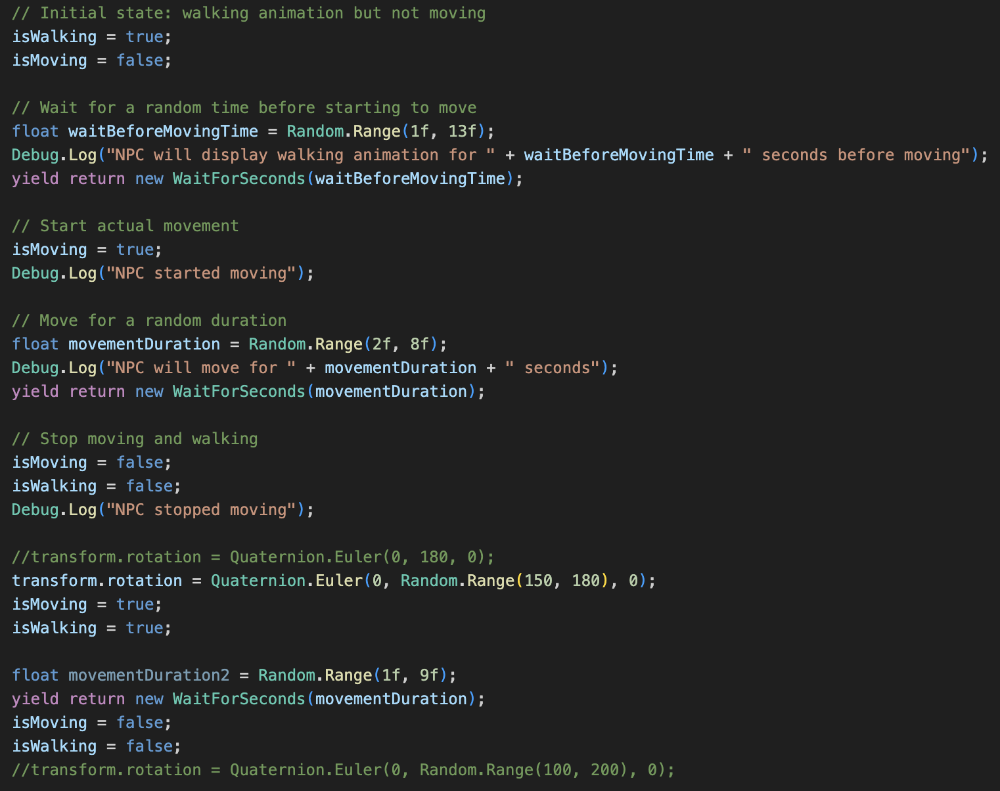 // Initial state: walking animation but not moving
isWalking = true;
isMoving = false;
// Wait for a random time before starting to move
float waitBeforeMovingTime = Random.Range(1f, 13f);
Debug.Log("NPC will display walking animation for " + waitBeforeMovingTime + " seconds before moving");
yield return new WaitForSeconds(waitBeforeMovingTime);
// Start actual movement
isMoving = true;
Debug.Log("NPC started moving");
// Move for a random duration
float movementDuration = Random.Range(2f, 8f);
Debug.Log("NPC will move for " + movementDuration + " seconds");
yield return new WaitForSeconds(movementDuration);
// Stop moving and walking
isMoving = false;
isWalking = false;
Debug.Log("NPC stopped moving");
//transform.rotation = Quaternion.Euler(0, 180, 0);
transform.rotation = Quaternion.Euler(0, Random.Range(150, 180), 0);
isMoving = true;
isWalking = true;
float movementDuration2 = Random.Range(1f, 9f);
yield return new WaitForSeconds(movementDuration);
isMoving = false;
isWalking = false;
//transform.rotation = Quaternion.Euler(0, Random.Range(100, 200), 0);